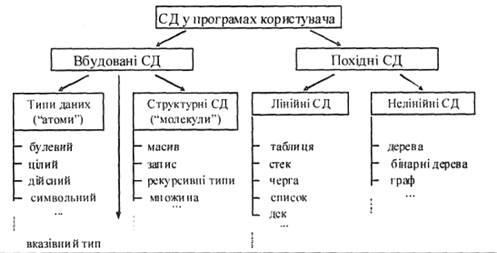 СД у програмах користувача
Вбудовані СД
Похідні СД
Типи даних
("атоми")
булевий
цілий
дійсний
символьний
...
вказівний тип
Структурні СД
("молекули")
масив
запис
рекурсивні типи
множина
...
Лінійні СД
таблиця
стек
черга
список
дек
...
Нелінійні СД
дерева
бінарні дерева
граф
...